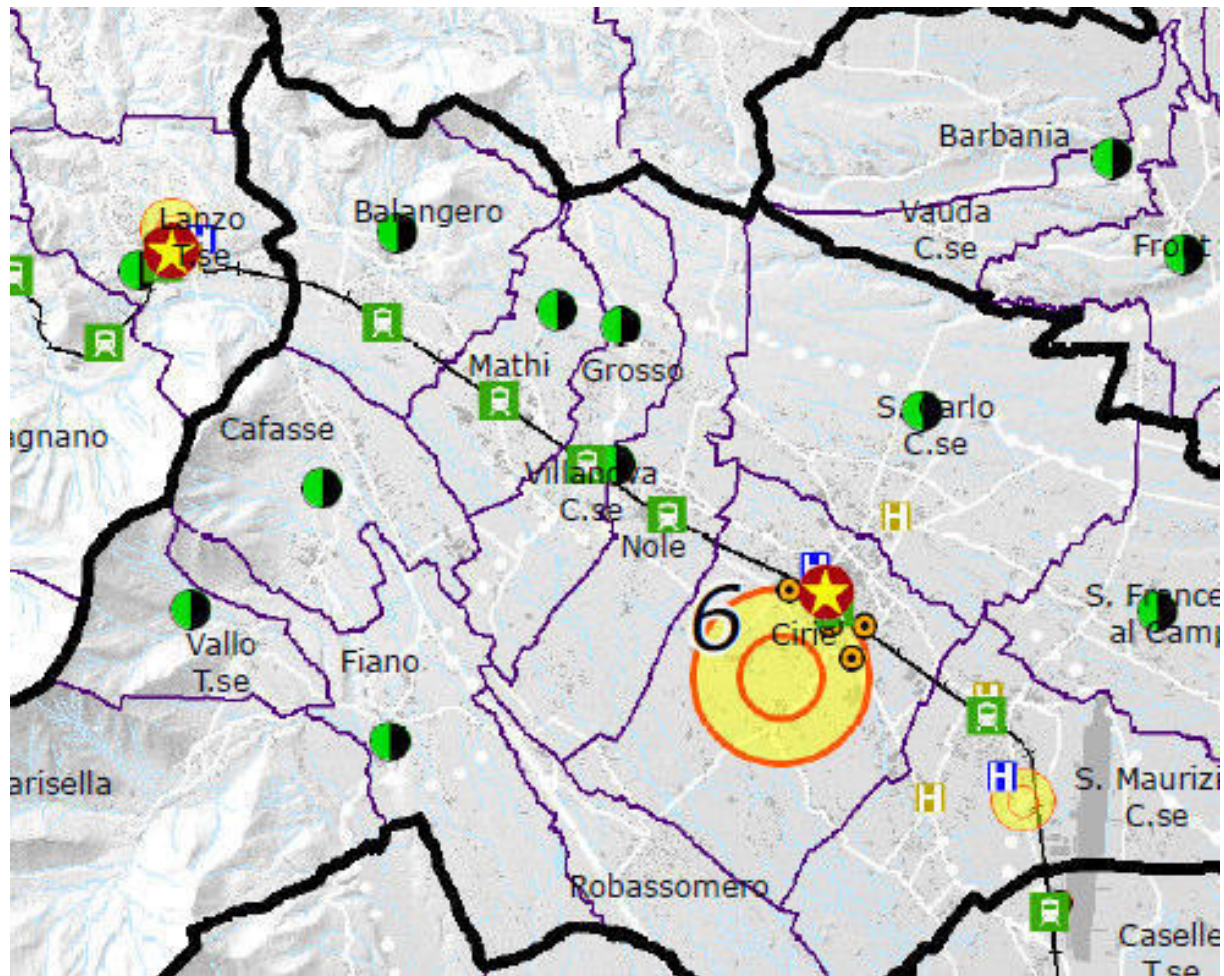 Barbania
Lanzo
T.se
Balangero
Vauda
C.se
Front
Mathi
Grosso
S. Carlo
C.se
agnano
Cafasse
Villanova
C.se
Nole
H
H
H
6
Ciriè
S. France
al Camp
Vallo
T.se
Fiano
H
H
H
arisella
S. Maurizi
C.se
Robassomero
Caselle
T.se